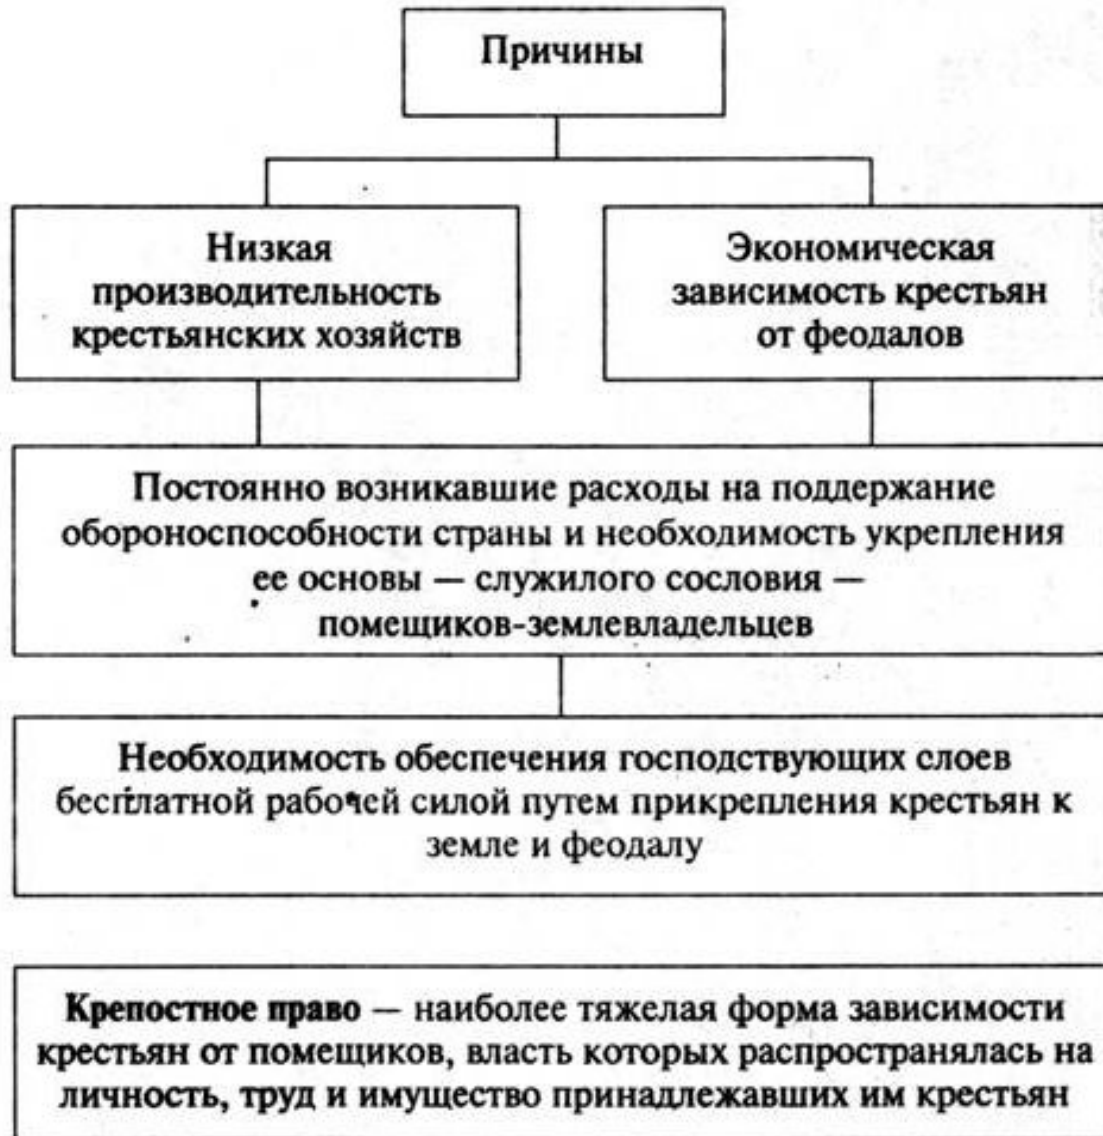 Причины
Низкая
производительность
крестьянских хозяйств
Экономическая
зависимость крестьян
от феодалов
Постоянно возникавшие расходы на поддержание
обороноспособности страны и необходимость укрепления
ее основы — служилого сословия —
помещиков-землевладельцев
Необходимость обеспечения господствующих слоев
бесплатной рабочей силой путем прикрепления крестьян к
земле и феодалу
Крепостное право — наиболее тяжелая форма зависимости
крестьян от помещиков, власть которых распространялась на
личность, труд и имущество принадлежавших им крестьян